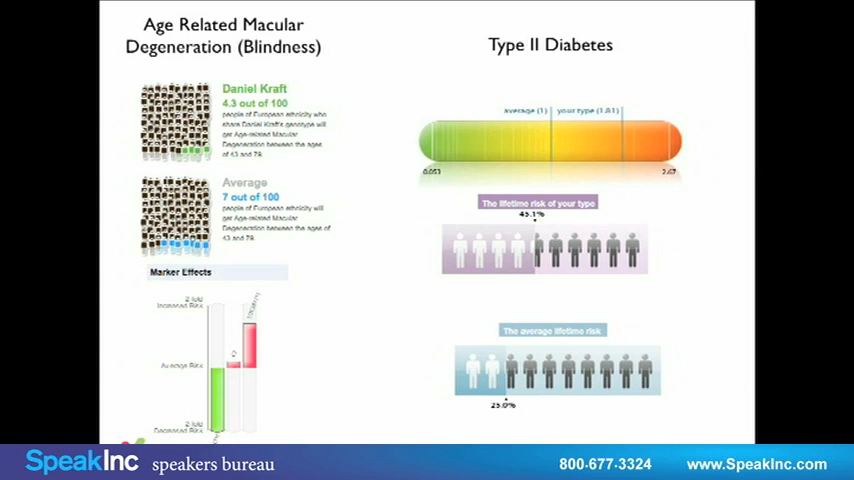 Age Related Macular
Degeneration (Blindness)
Type II Diabetes
Daniel Kraft
4.3 out of 100
people of European ethnicity who
share Daniel Kraft's genotype will
get Age-related Macular
Degeneration between the ages
of 43 and 79.
Average
7 out of 100
people of European ethnicity will
get Age-related Macular
Degeneration between the ages of
43 and 79.
Marker Effects
2 fold
Increased Risk
Average Risk
2 fold
Decreased Risk
average (1)
your type (1.81)
0.053
2.67
The lifetime risk of your type
45.1%
The average lifetime risk
25.0%
SpeakInc speakers bureau
800-677-3324
www.SpeakInc.com